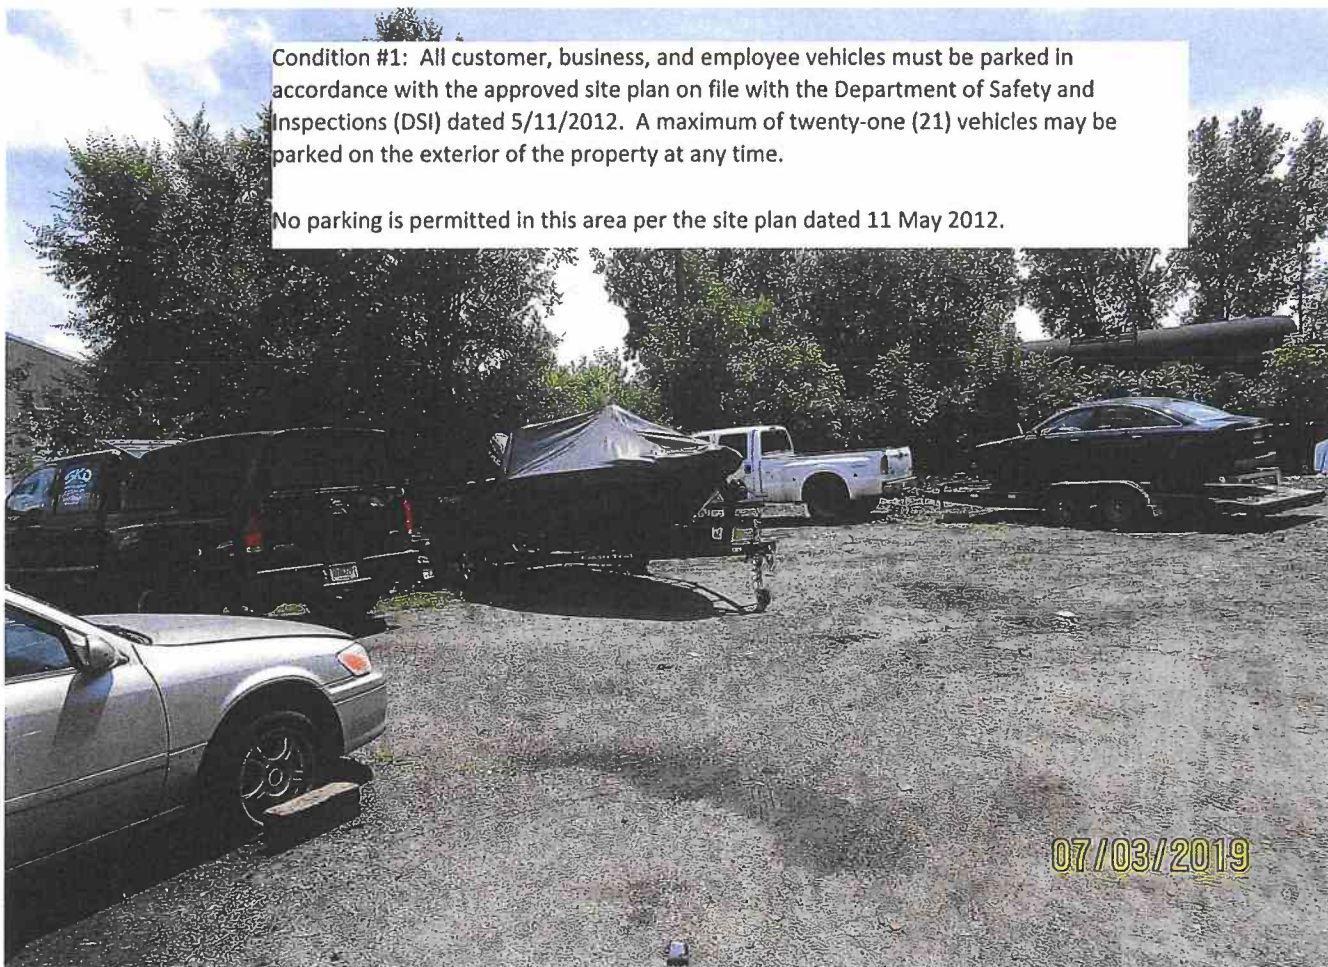 Condition #1:  All customer, business, and employee vehicles must be parked in
accordance with the approved site plan on file with the Department of Safety and
Inspections (DSI) dated 5/11/2012.  A maximum of twenty-one (21) vehicles may be
parked on the exterior of the property at any time.
No parking is permitted in this area per the site plan dated 11 May 2012.
07/03/2019